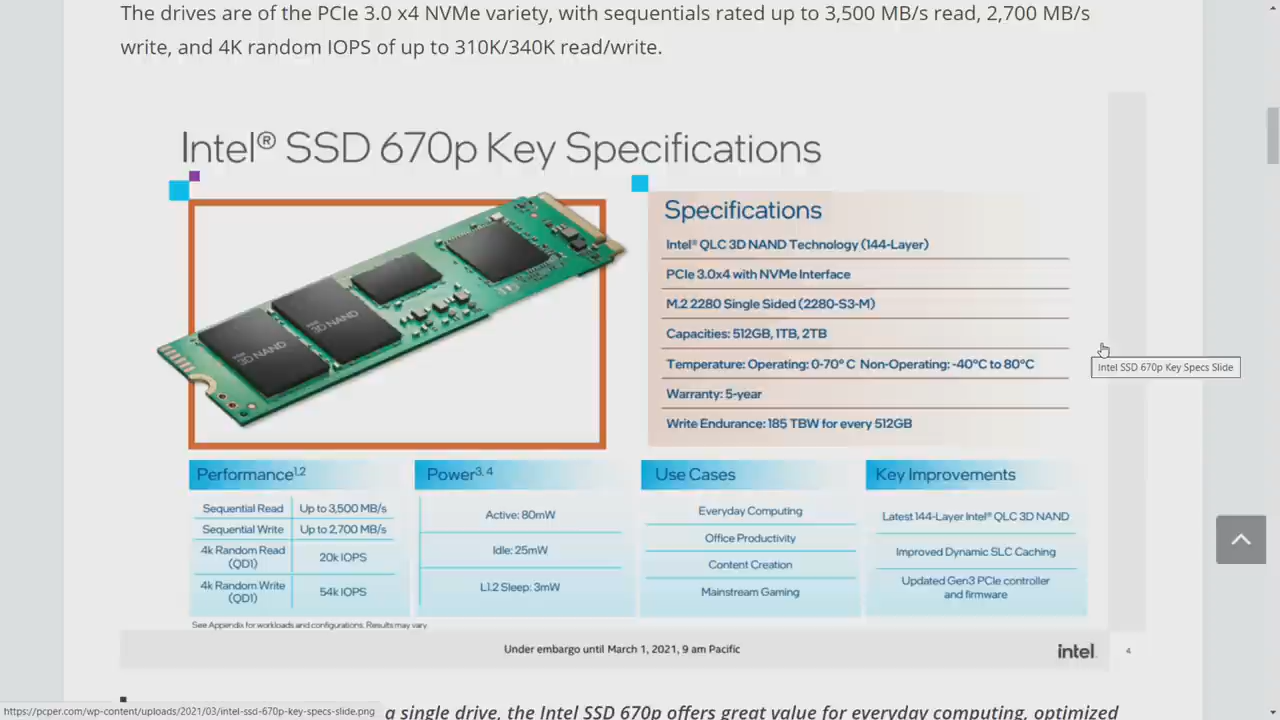 The drives are of the PCIe 3.0 x4 NVMe variety, with sequentials rated up to 3,500 MB/s read, 2,700 MB/s
write, and 4K random IOPS of up to 310K/340K read/write.
Intel® SSD 670p Key Specifications
intel
3D NAND
intel
3D NAND
Specifications
Intel® QLC 3D NAND Technology (144-Layer)
PCIe 3.0x4 with NVMe Interface
M.2 2280 Single Sided (2280-S3-M)
Capacities: 512GB, 1TB, 2TB
Temperature: Operating: 0-70° C Non-Operating: -40°C to 80°C
Warranty: 5-year
Write Endurance: 185 TBW for every 512GB
Intel SSD 670p Key Specs Slide
Performance1,2
Sequential Read Up to 3,500 MB/s
Sequential Write Up to 2,700 MB/s
4k Random Read
(QD1)
20k IOPS
4k Random Write
(QD1)
54k IOPS
Power3, 4
Active: 80mW
Idle: 25mW
L1.2 Sleep: 3mW
Use Cases
Everyday Computing
Office Productivity
Content Creation
Mainstream Gaming
Key Improvements
Latest 144-Layer Intel® QLC 3D NAND
Improved Dynamic SLC Caching
Updated Gen3 PCIe controller
and firmware
See Appendix for workloads and configurations. Results may vary.
Under embargo until March 1, 2021, 9 am Pacific
intel.
4
a single drive, the Intel SSD 670p offers great value for everyday computing, optimized
https://pcper.com/wp-content/uploads/2021/03/intel-ssd-670p-key-specs-slide.png